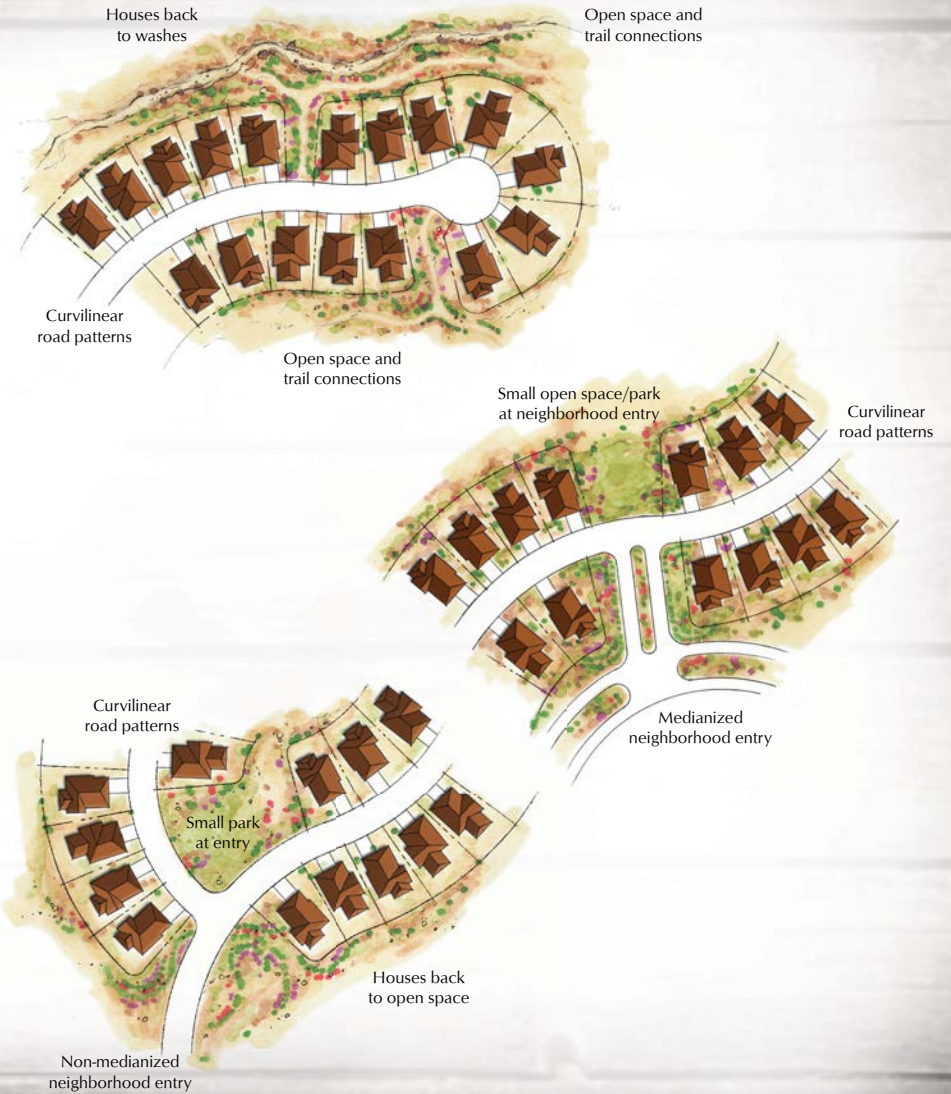 Houses back
to washes
Open space and
trail connections
Curvilinear
road patterns
Open space and
trail connections
Small open space/park
at neighborhood entry
Curvilinear
road patterns
Medianized
neighborhood entry
Curvilinear
road patterns
Small park
at entry
Houses back
to open space
Non-medianized
neighborhood entry